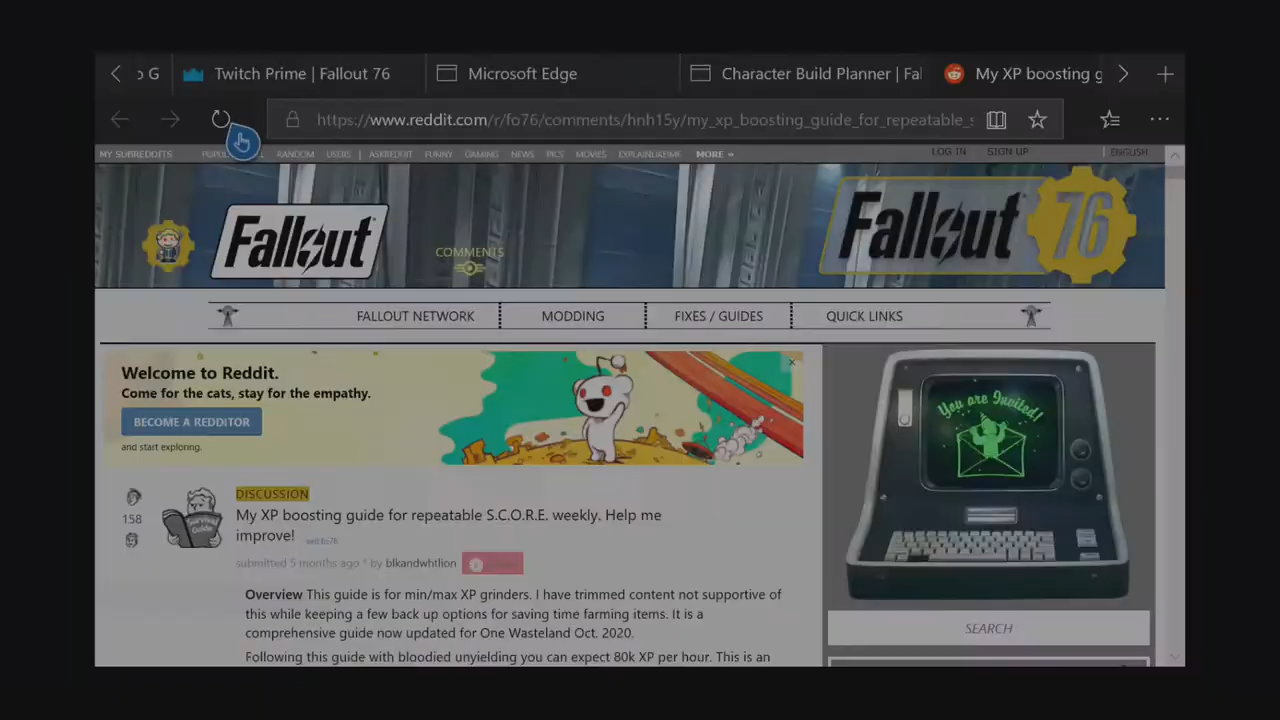 o G
Twitch Prime | Fallout 76
Microsoft Edge
Character Build Planner | Fal
My XP boosting g
https://www.reddit.com/r/fo76/comments/hnh15y/my_xp_boosting_guide_for_repeatable_s
MY SUBREDDITS
RANDOM USERS | ASKREDDIT FUNNY GAMING NEWS PICS MOVIES EXPLAINLIKEIMF MORE »
LOG IN SIGN UP | ENGLISH
Fallout
COMMENTS
Fallout 76
FALLOUT NETWORK MODDING FIXES / GUIDES QUICK LINKS
Welcome to Reddit.
Come for the cats, stay for the empathy.
BECOME A REDDITOR
and start exploring.
You are Invited!
158
DISCUSSION
My XP boosting guide for repeatable S.C.O.R.E. weekly. Help me
improve! self.fo76
submitted 5 months ago * by blkandwhtlion
Overview This guide is for min/max XP grinders. I have trimmed content not supportive of
this while keeping a few back up options for saving time farming items. It is a
comprehensive guide now updated for One Wasteland Oct. 2020.
Following this guide with bloodied unyielding you can expect 80k XP per hour. This is an
SEARCH